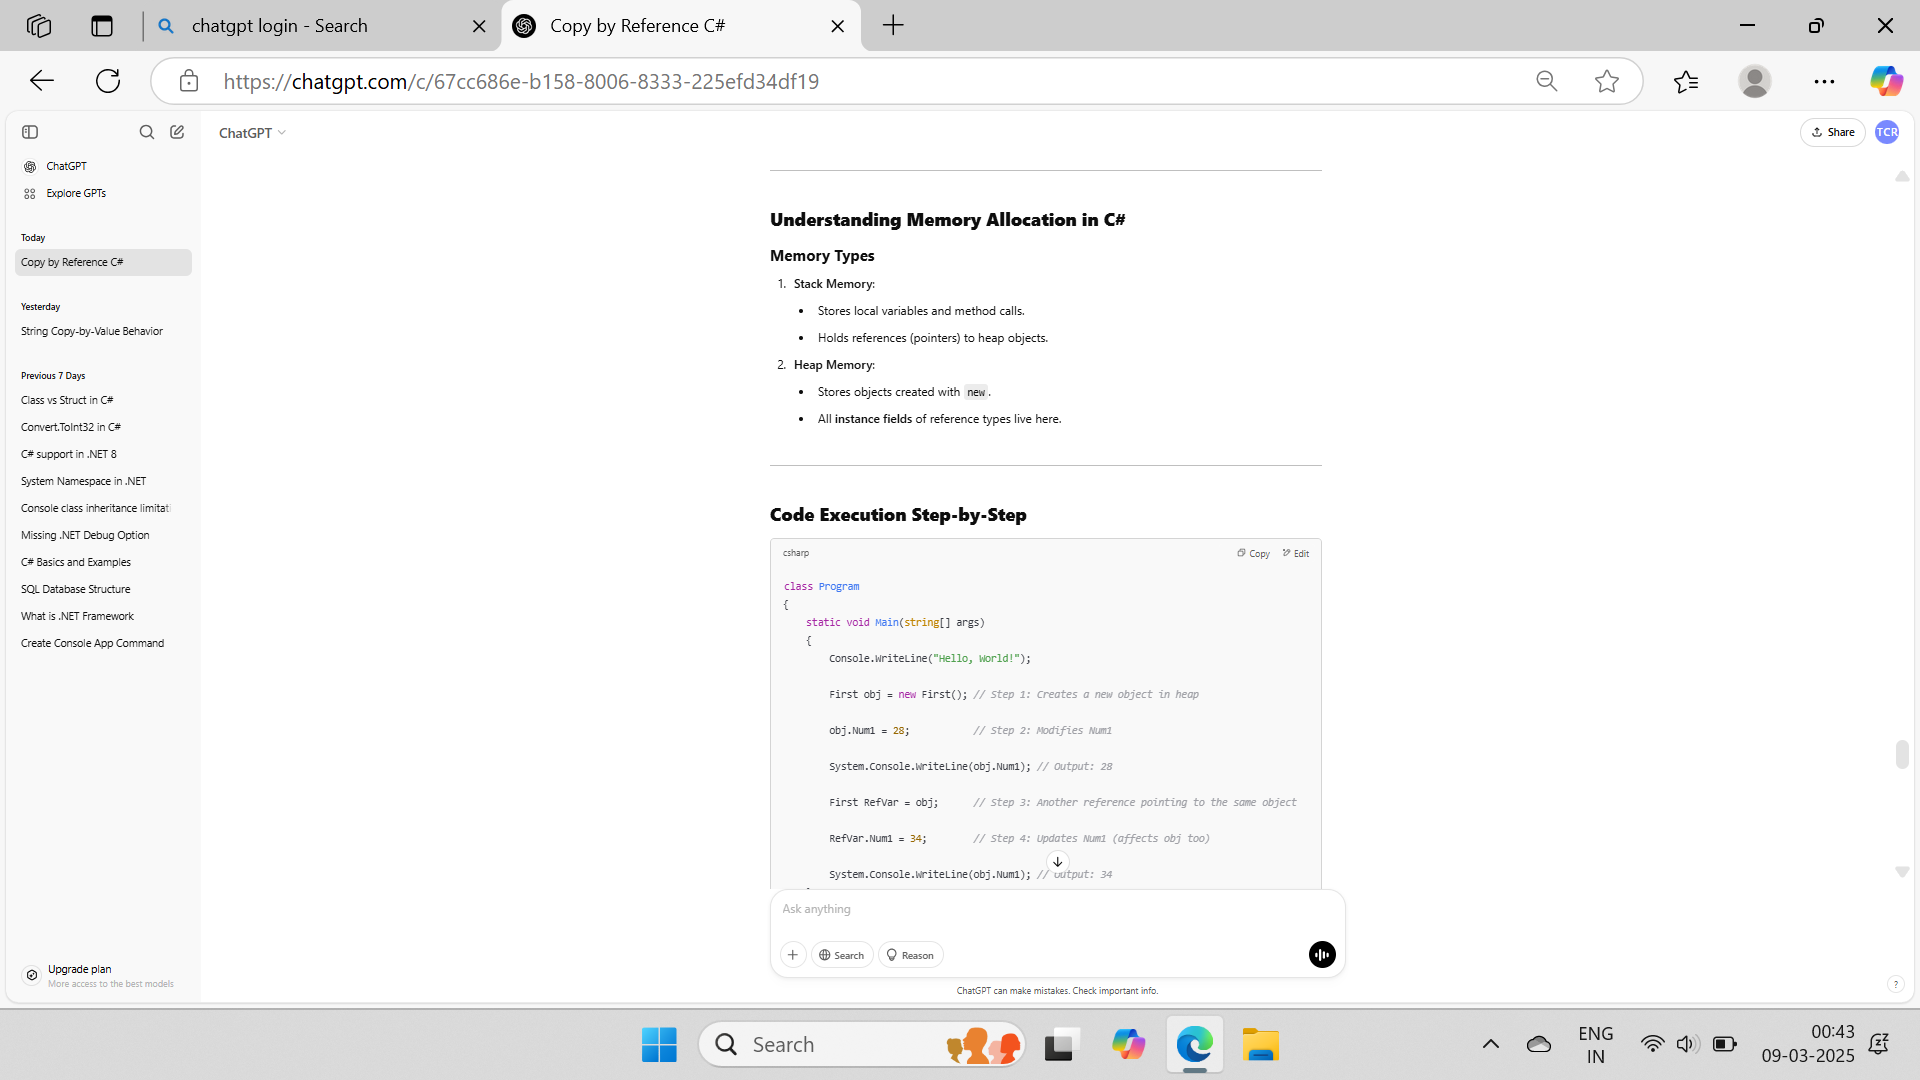 chatgpt login - Search
Copy by Reference C#
https://chatgpt.com/c/67cc686e-b158-8006-8333-225efd34df19
ChatGPT
Share
TCR
ChatGPT
Explore GPTs
Today
Copy by Reference C#
Yesterday
String Copy-by-Value Behavior
Previous 7 Days
Class vs Struct in C#
Convert.ToInt32 in C#
C# support in .NET 8
System Namespace in .NET
Console class inheritance limitati
Missing .NET Debug Option
C# Basics and Examples
SQL Database Structure
What is .NET Framework
Create Console App Command
Upgrade plan
More access to the best models
Understanding Memory Allocation in C#
Memory Types
1. Stack Memory:
• Stores local variables and method calls.
• Holds references (pointers) to heap objects.
2. Heap Memory:
• Stores objects created with new.
• All instance fields of reference types live here.
Code Execution Step-by-Step
csharp
Copy
Edit
class Program
{
static void Main(string[] args)
{
Console.WriteLine("Hello, World!");
First obj = new First(); // Step 1: Creates a new object in heap
obj.Num1 = 28; // Step 2: Modifies Num1
System.Console.WriteLine(obj.Num1); // Output: 28
First RefVar = obj; // Step 3: Another reference pointing to the same object
RefVar.Num1 = 34; // Step 4: Updates Num1 (affects obj too)
System.Console.WriteLine(obj.Num1); // Output: 34
Ask anything
Search
Reason
ChatGPT can make mistakes. Check important info.
?
Search
ENG
IN
00:43
09-03-2025